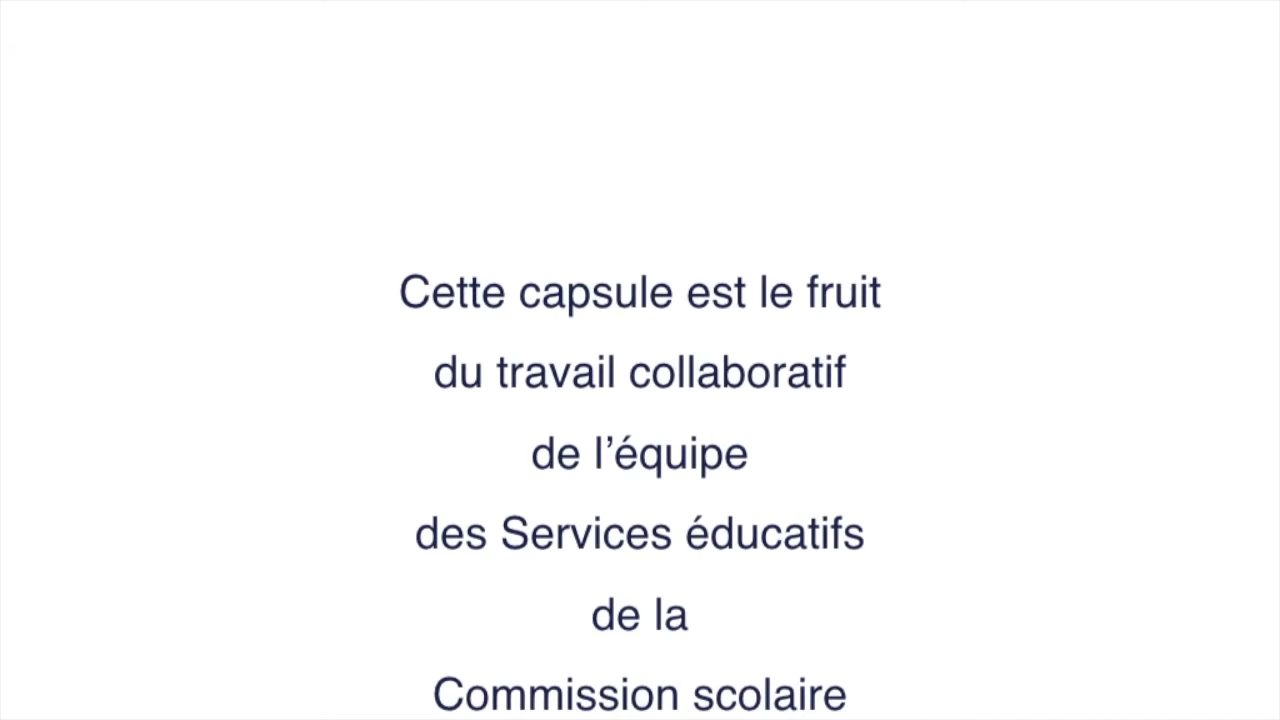 Cette capsule est le fruit
du travail collaboratif
de l’équipe
des Services éducatifs
de la
Commission scolaire